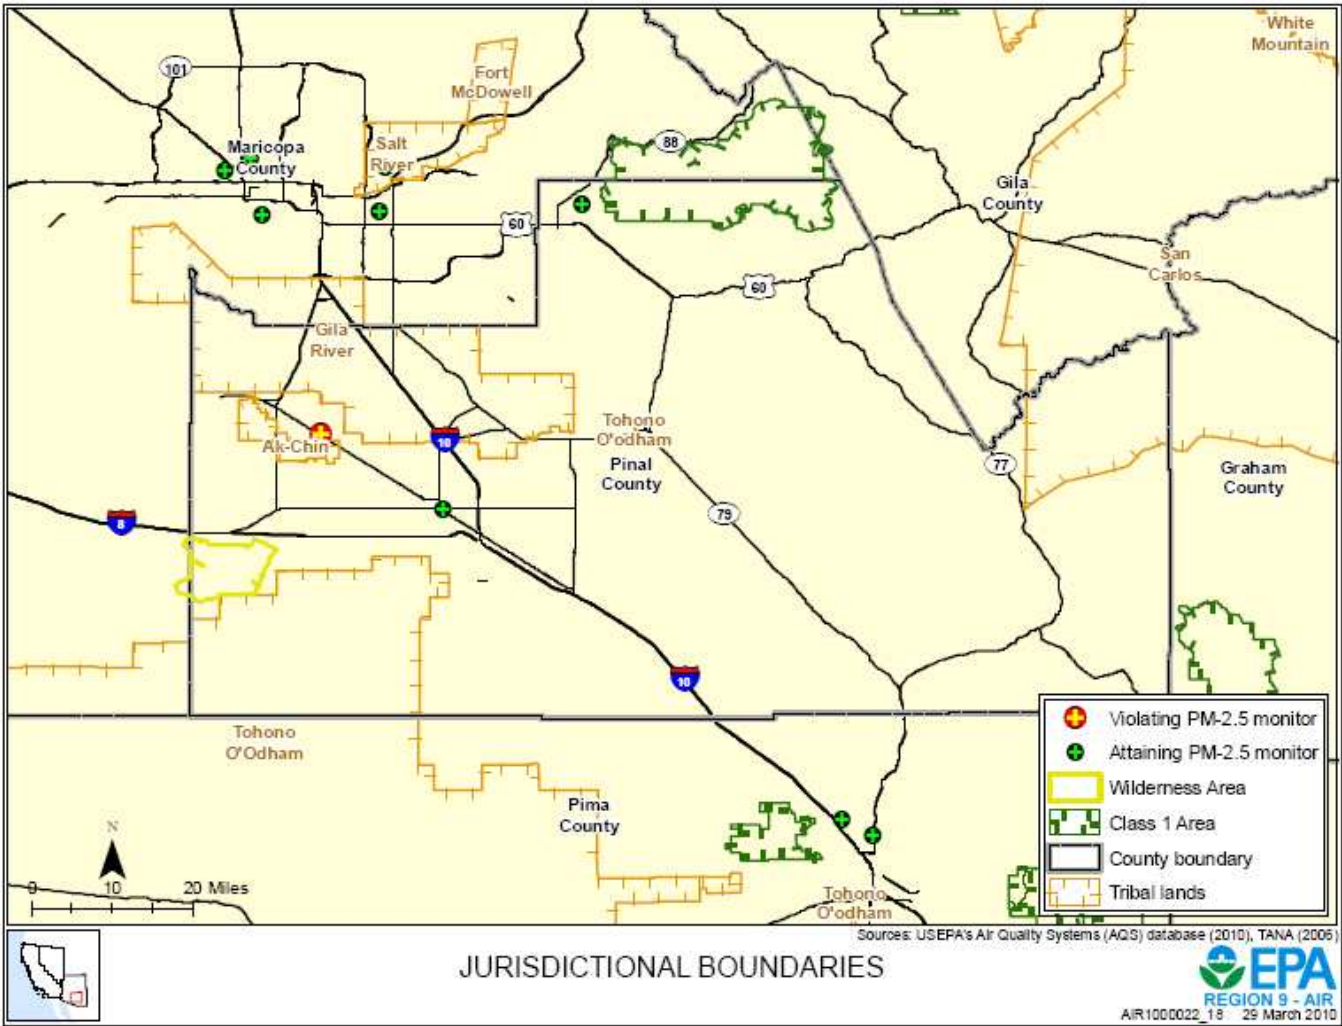 White
Mountain
101
Fort
McDowell
Maricopa
County
Salt
River
88
Gila
County
60
San
Carlos
60
Gila
River
Tohono
O'odham
Ak-Chin
10
Pinal
County
77
Graham
County
79
8
10
Tohono
O'Odham
Pima
County
Tohono
O'odham
N
0 10 20 Miles
Violating PM-2.5 monitor
Attaining PM-2.5 monitor
Wilderness Area
Class 1 Area
County boundary
Tribal lands
Sources: USEPA's Air Quality Systems (AQS) database (2010), TANA (2006)
JURISDICTIONAL BOUNDARIES
EPA
REGION 9 - AIR
AIR1000022_18 29 March 2010